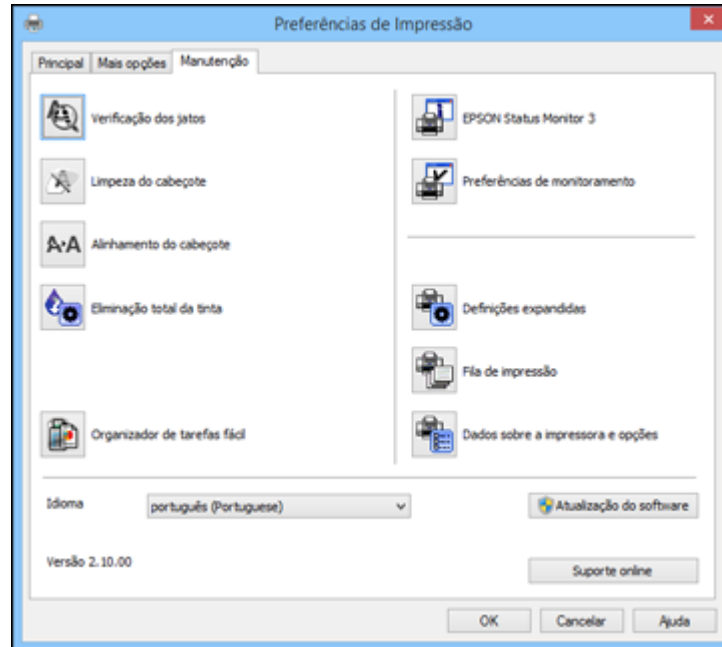 Preferências de Impressão
Principal
Mais opções
Manutenção
Verificação dos jatos
Limpeza do cabeçote
A·A
Alinhamento do cabeçote
Eliminação total da tinta
Organizador de tarefas fácil
EPSON Status Monitor 3
Preferências de monitoramento
Definições expandidas
Fila de impressão
Dados sobre a impressora e opções
Idioma
português (Portuguese)
Atualização do software
Versão 2.10.00
Suporte online
OK
Cancelar
Ajuda